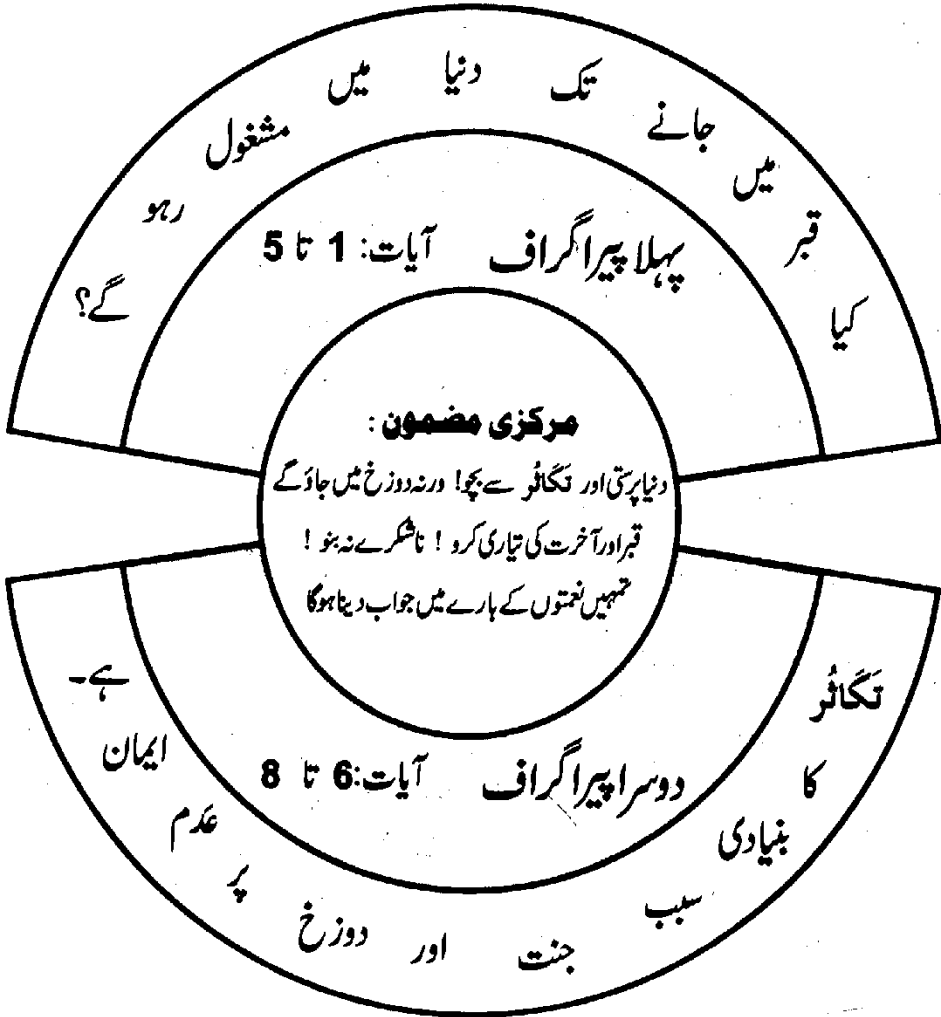 کیا قبر میں جانے تک دنیا میں مشغول رہو گے؟
پہلا پیراگراف آیات: 1 تا 5
مرکزی مضمون :
دنیا پرستی اور تَکَاثُر سے بچو! ورنہ دوزخ میں جاؤ گے
قبر اور آخرت کی تیاری کرو ! ناشکرے نہ بنو !
تمہیں نعمتوں کے بارے میں جواب دینا ہوگا
دوسرا پیراگراف آیات:6 تا 8
تَکَاثُر کا بنیادی سبب جنت اور دوزخ پر عدم ایمان ہے۔